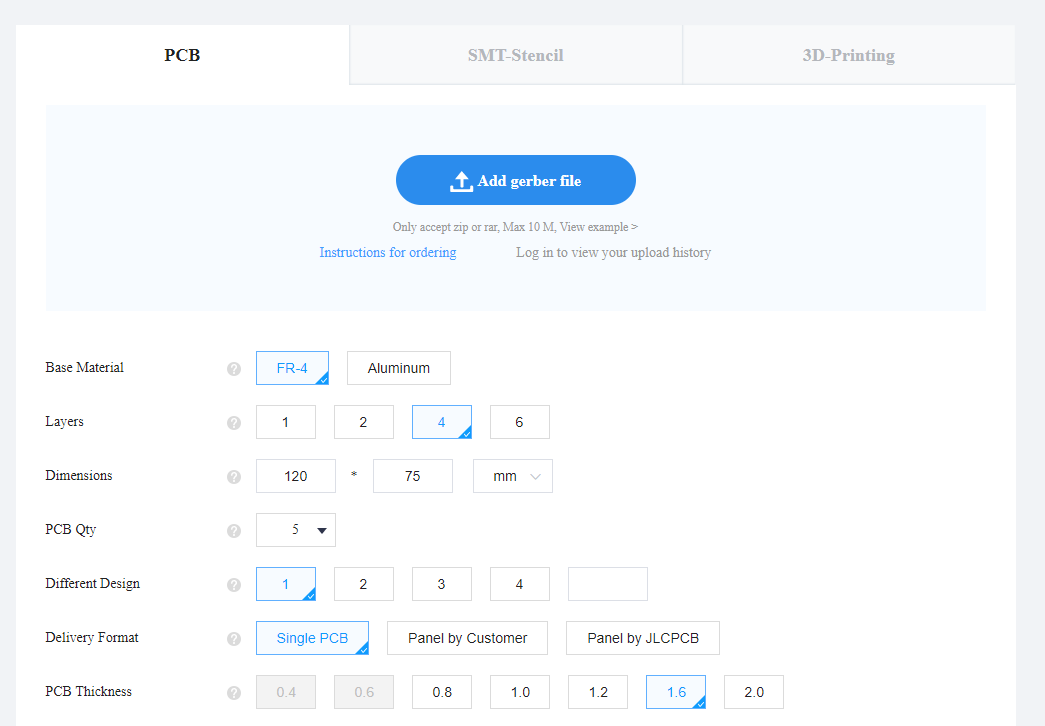 PCB SMT-Stencil 3D-Printing
Add gerber file
Only accept zip or rar, Max 10 M, View example >
Instructions for ordering Log in to view your upload history
Base Material ? FR-4 Aluminum
Layers ? 1 2 4 6
Dimensions ? 120 * 75 mm
PCB Qty ? 5
Different Design ? 1 2 3 4
Delivery Format ? Single PCB Panel by Customer Panel by JLCPCB
PCB Thickness ? 0.4 0.6 0.8 1.0 1.2 1.6 2.0